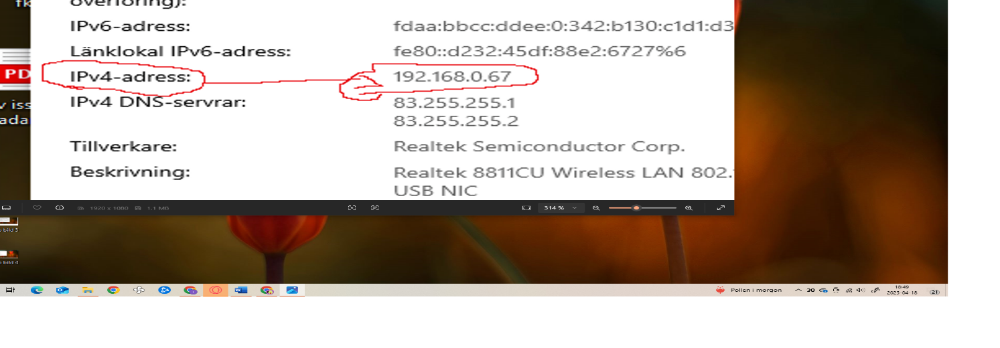 överföring):
IPv6-adress: fdaa:bbcc:ddee:0:342:b130:c1d1:d3
Länklokal IPv6-adress: fe80::d232:45df:88e2:6727%6
IPv4-adress: 192.168.0.67
IPv4 DNS-servrar: 83.255.255.1
83.255.255.2
Tillverkare: Realtek Semiconductor Corp.
Beskrivning: Realtek 8811CU Wireless LAN 802.
USB NIC
PD
v iss
ada
1920 x 1080 1.1 MB 314 %
bild 3
bild 4
Pollen i morgon 30 18:49
2025-04-18 21